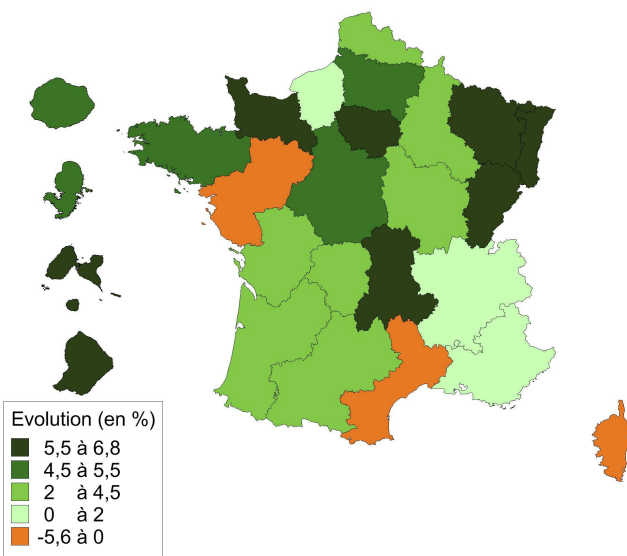 Evolution (en %)
5,5 à 6,8
4,5 à 5,5
2 à 4,5
0 à 2
-5,6 à 0